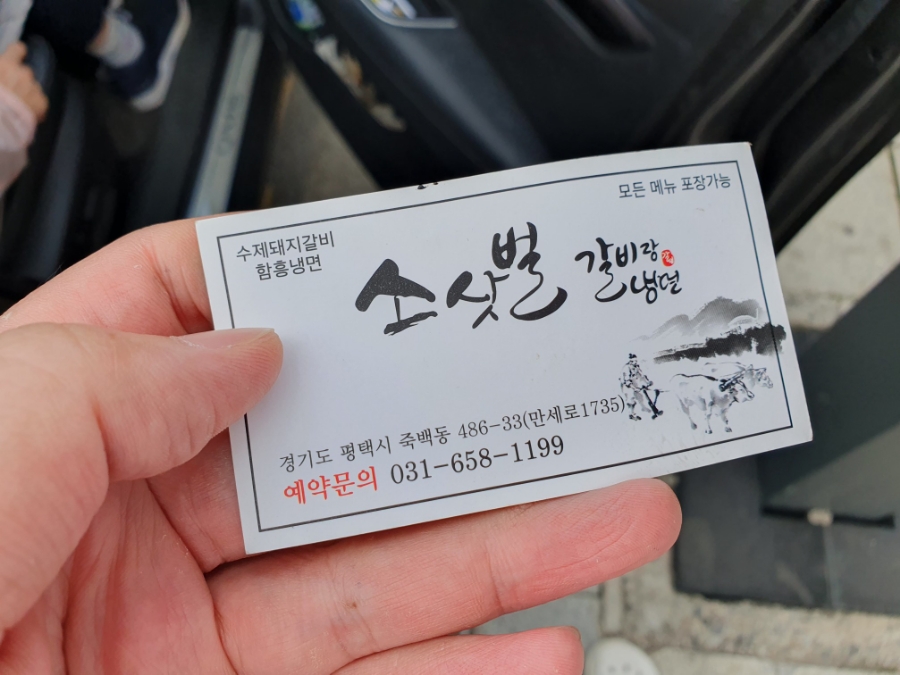 수제돼지갈비
함흥냉면
모든 메뉴 포장가능
소삿벌 갈비랑
냉면
경기도 평택시 죽백동 486-33(만세로1735)
예약문의 031-658-1199